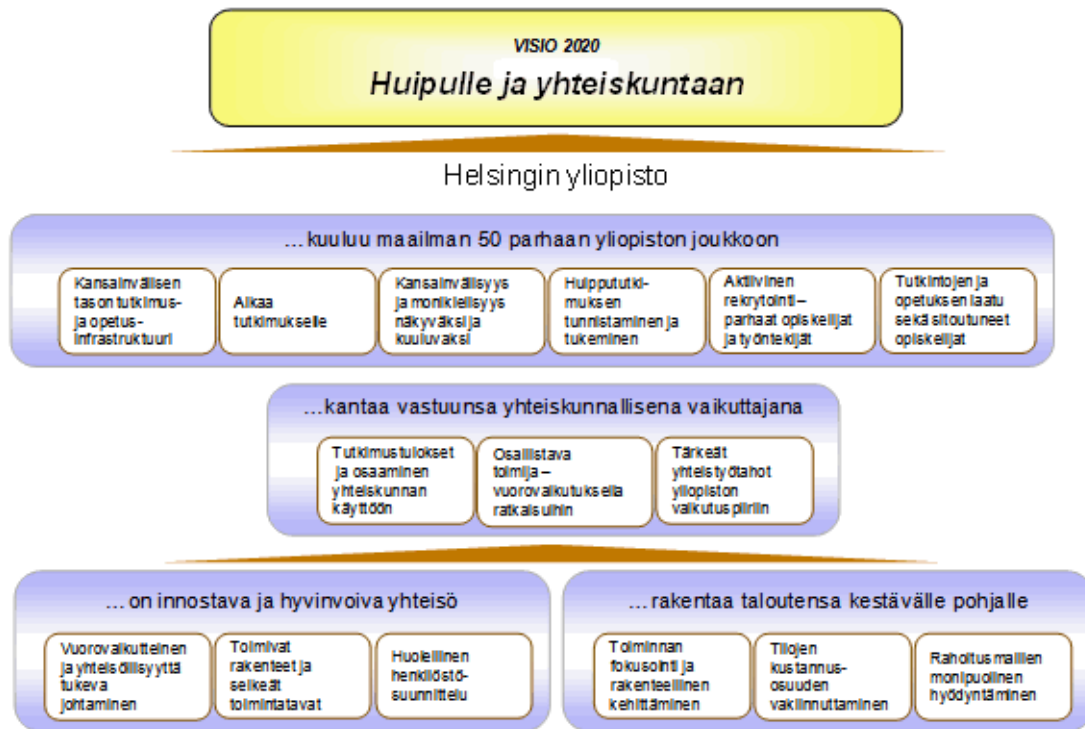 VISIO 2020
Huipulle ja yhteiskuntaan
Helsingin yliopisto
...kuuluu maailman 50 parhaan yliopiston joukkoon
Kansainvälisen
tason tutkimus-
ja opetus-
infrastruktuuri
Aikaa
tutkimukselle
Kansainvälisyys
ja monikielisyys
näkyväksi ja
kuuluvaksi
Huippututki-
muksen
tunnistaminen ja
tukeminen
Aktiivinen
rekrytointi –
parhaat opiskelijat
ja työntekijät
Tutkintojen ja
opetuksen laatu
sekä sitoutuneet
opiskelijat
...kantaa vastuunsa yhteiskunnallisena vaikuttajana
Tutkimustulokset
ja osaaminen
yhteiskunnan
käyttöön
Osallistava
toimija –
vuorovaikutuksella
ratkaisuihin
Tärkeät
yhteistyötahot
yliopiston
vaikutuspiiriin
... on innostava ja hyvinvoiva yhteisö
Vuorovaikutteinen
ja yhteisöllisyyttä
tukeva
johtaminen
Toimivat
rakenteet ja
selkeät
toimintatavat
Huolellinen
henkilöstö-
suunnittelu
...rakentaa taloutensa kestävälle pohjalle
Toiminnan
fokusointi ja
rakenteellinen
kehittäminen
Tilojen
kustannus-
osuuden
vakiinnuttaminen
Rahoitusmallien
monipuolinen
hyödyntäminen